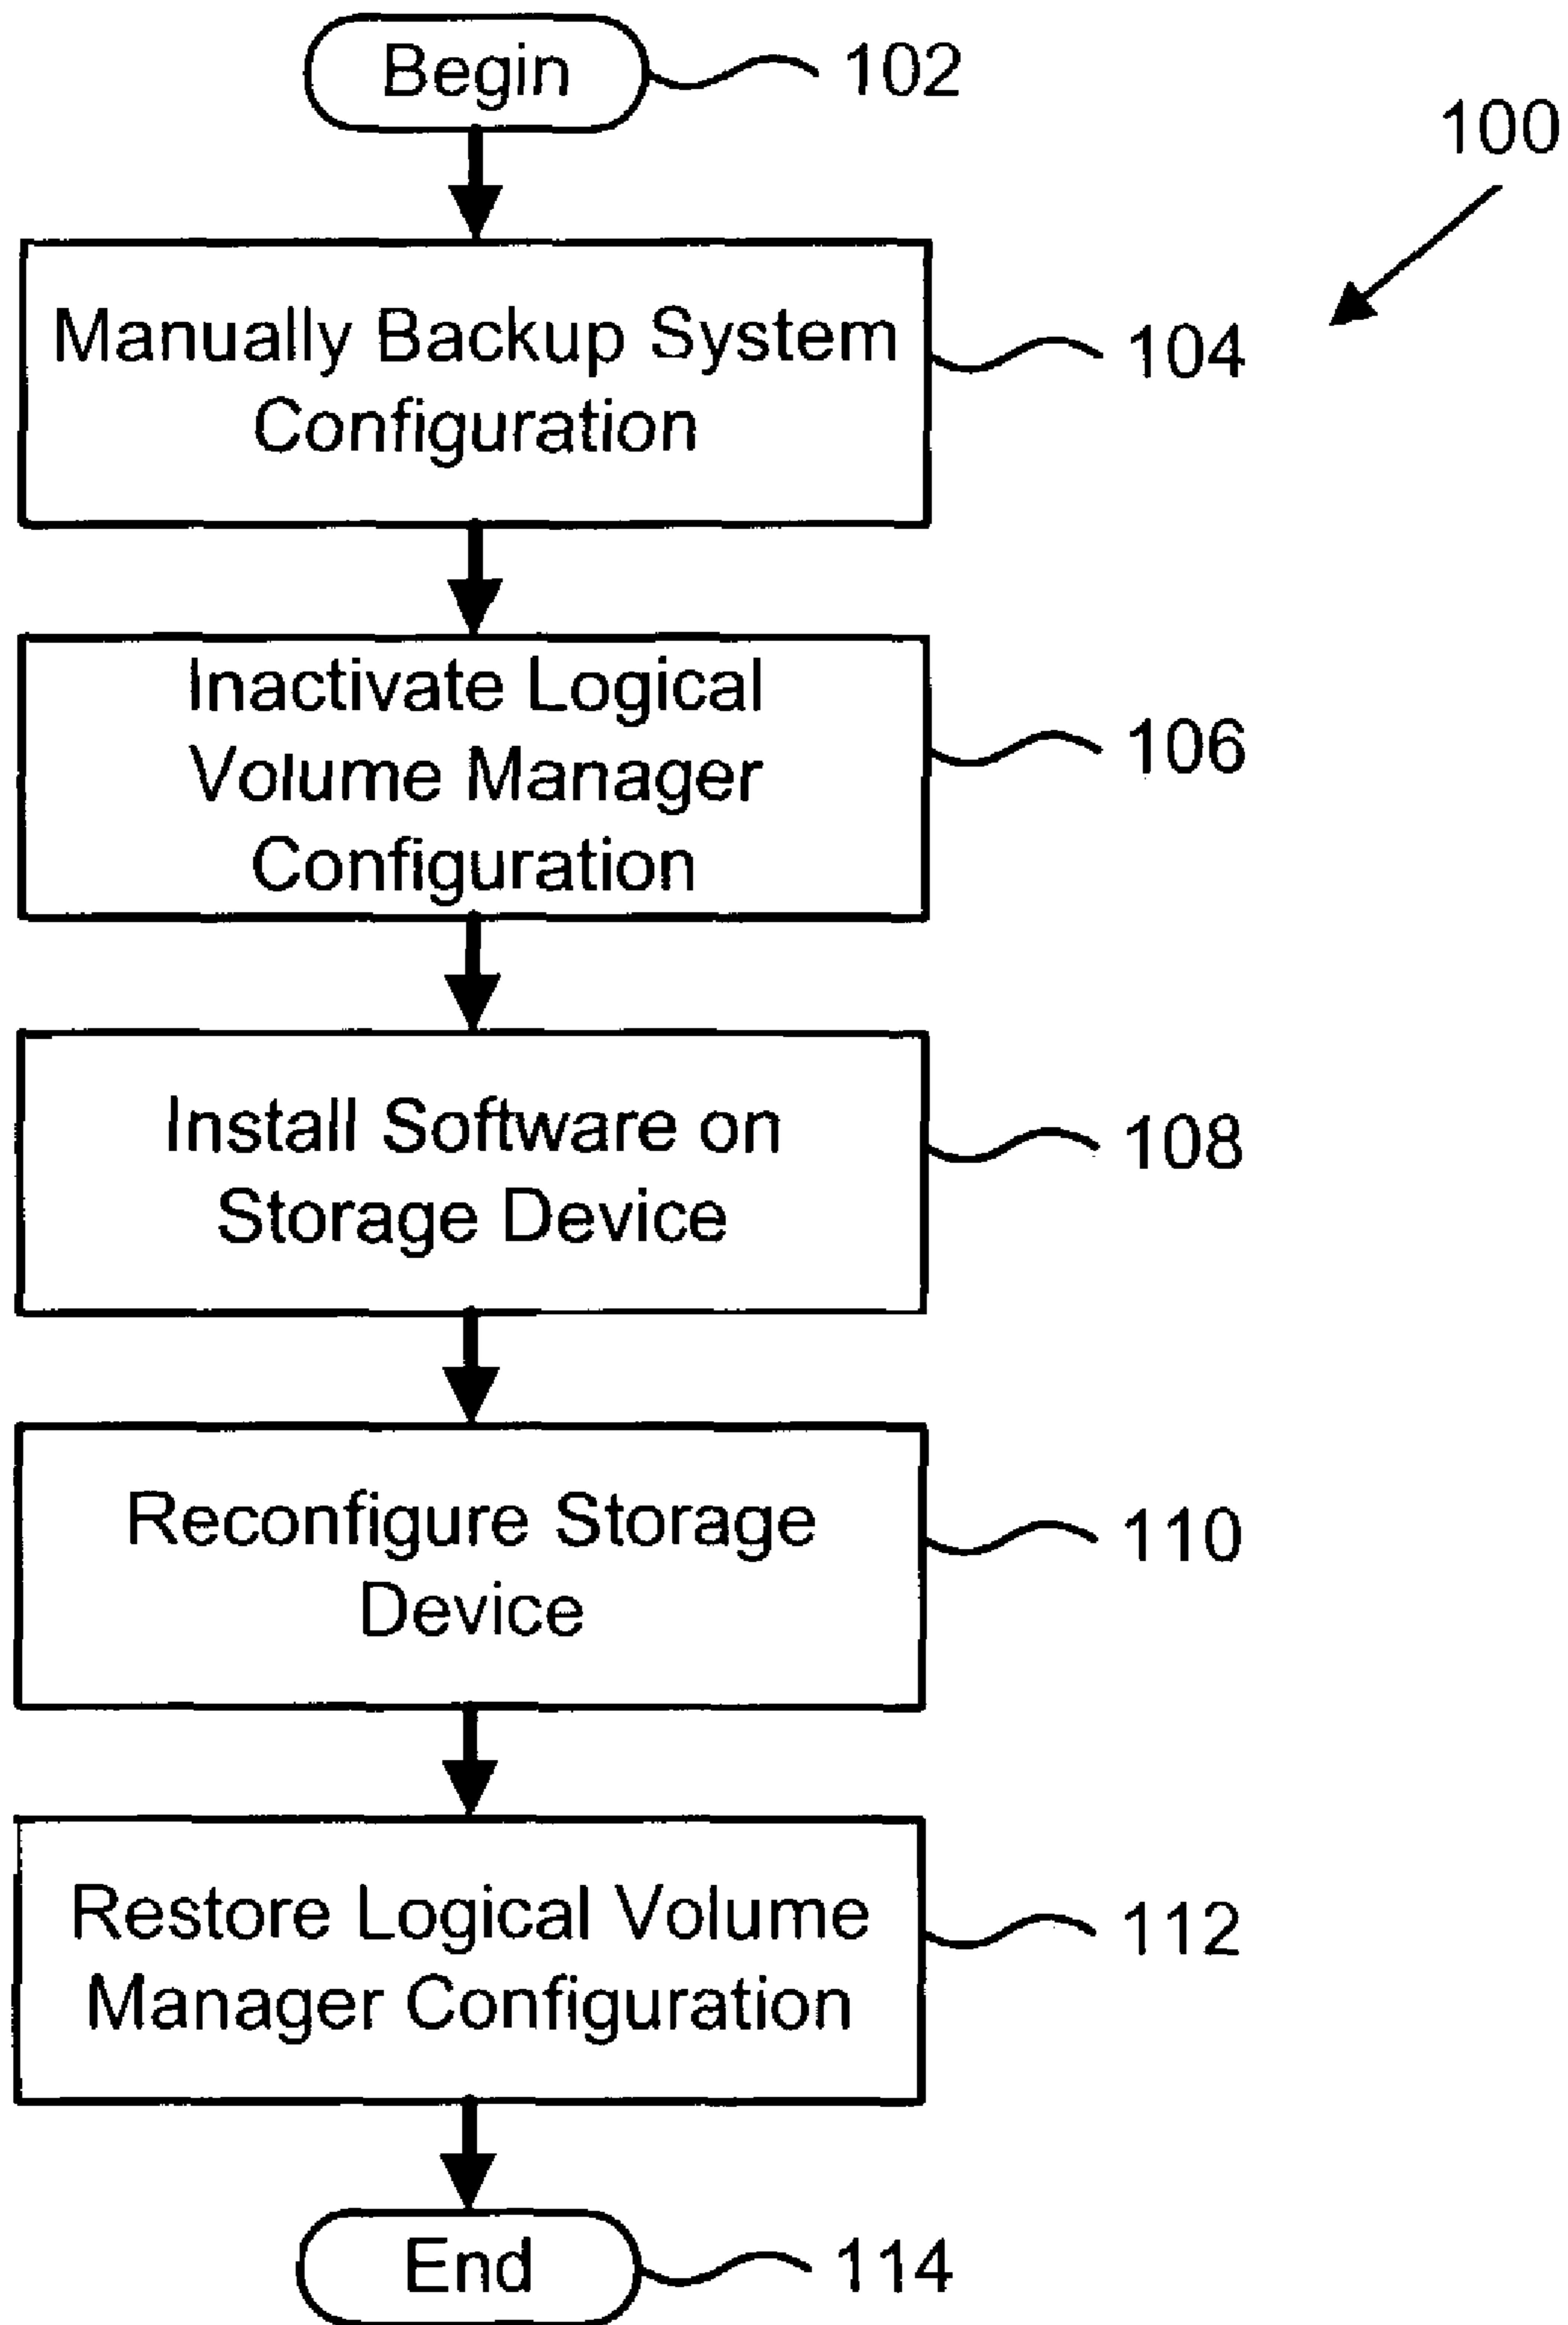 Begin
102
100
Manually Backup System
Configuration
104
Inactivate Logical
Volume Manager
Configuration
106
Install Software on
Storage Device
108
Reconfigure Storage
Device
110
Restore Logical Volume
Manager Configuration
112
End
114